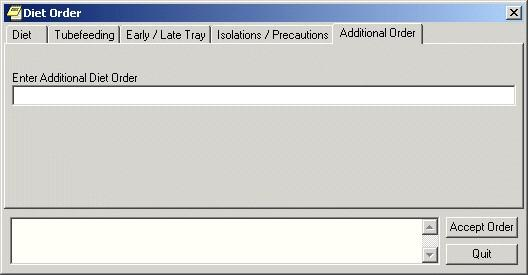 Diet Order
Diet Tubefeeding Early / Late Tray Isolations / Precautions Additional Order
Enter Additional Diet Order
Accept Order
Quit